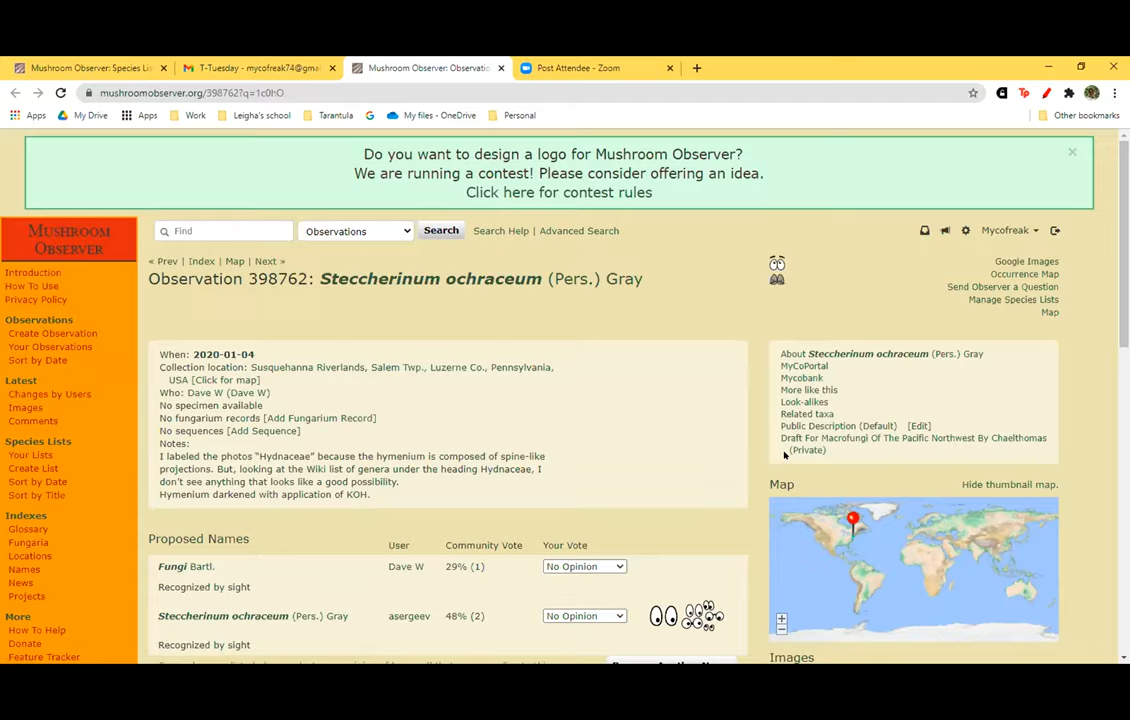 Mushroom Observer: Species Lis
T-Tuesday - mycofreak74@gma
Mushroom Observer: Observatio
Post Attendee - Zoom
mushroomobserver.org/398762?q=1c0hO
Apps
My Drive
Apps
Work
Leigha's school
Tarantula
My files - OneDrive
Personal
Other bookmarks
Do you want to design a logo for Mushroom Observer?
We are running a contest! Please consider offering an idea.
Click here for contest rules
MUSHROOM
OBSERVER
Find
Observations
Search
Search Help | Advanced Search
Mycofreak
Introduction
How To Use
Privacy Policy
Observations
Create Observation
Your Observations
Sort by Date
Latest
Changes by Users
Images
Comments
Species Lists
Your Lists
Create List
Sort by Date
Sort by Title
Indexes
Glossary
Fungaria
Locations
Names
News
Projects
More
How To Help
Donate
Feature Tracker
« Prev | Index | Map | Next »
Observation 398762: Steccherinum ochraceum (Pers.) Gray
Google Images
Occurrence Map
Send Observer a Question
Manage Species Lists
Map
When: 2020-01-04
Collection location: Susquehanna Riverlands, Salem Twp., Luzerne Co., Pennsylvania,
USA [Click for map]
Who: Dave W (Dave W)
No specimen available
No fungarium records [Add Fungarium Record]
No sequences [Add Sequence]
Notes:
I labeled the photos “Hydnaceae” because the hymenium is composed of spine-like
projections. But, looking at the Wiki list of genera under the heading Hydnaceae, I
don’t see anything that looks like a good possibility.
Hymenium darkened with application of KOH.
About Steccherinum ochraceum (Pers.) Gray
MyCoPortal
Mycobank
More like this
Look-alikes
Related taxa
Public Description (Default) [Edit]
Draft For Macrofungi Of The Pacific Northwest By Chaelthomas
(Private)
Map
Hide thumbnail map.
Images
Proposed Names
User
Community Vote
Your Vote
Fungi Bartl.
Dave W
29% (1)
No Opinion
Recognized by sight
Steccherinum ochraceum (Pers.) Gray
asergeev
48% (2)
No Opinion
Recognized by sight